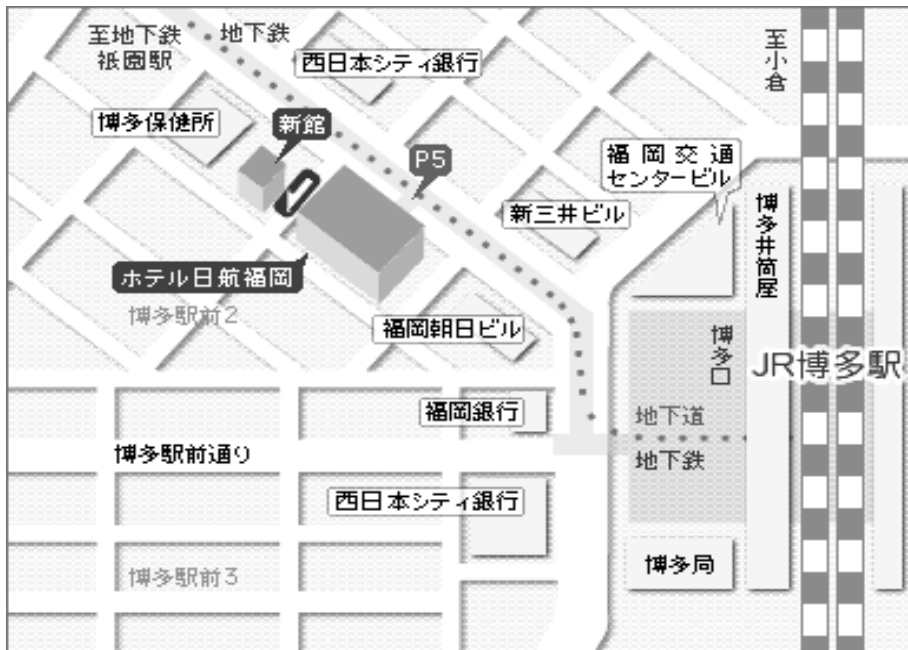 至地下鉄
祇園駅
地下鉄
西日本シティ銀行
至小倉
博多保健所
新館
P5
福岡交通
センタービル
新三井ビル
博多井筒屋
ホテル日航福岡
博多駅前2
福岡朝日ビル
博多口
JR博多駅
福岡銀行
地下道
博多駅前通り
地下鉄
西日本シティ銀行
博多駅前3
博多局